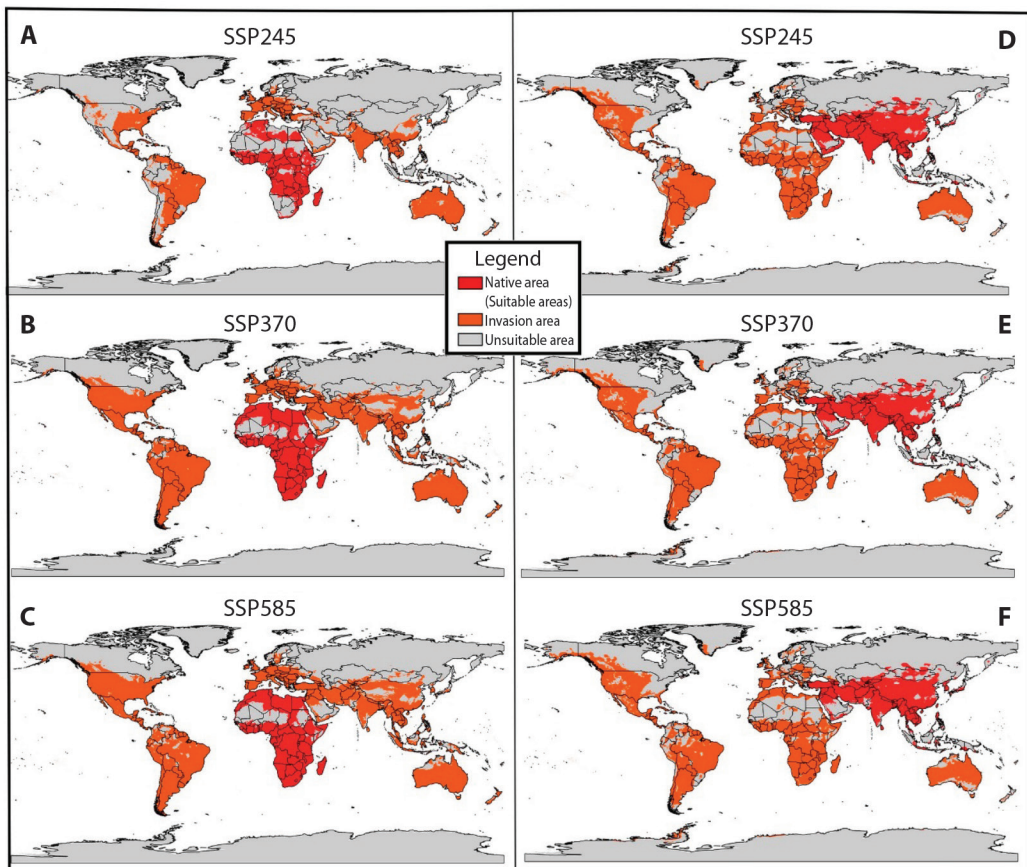 A
SSP245
SSP245
D
Legend
Native area
(Suitable areas)
Invasion area
Unsuitable area
B
SSP370
SSP370
E
C
SSP585
SSP585
F